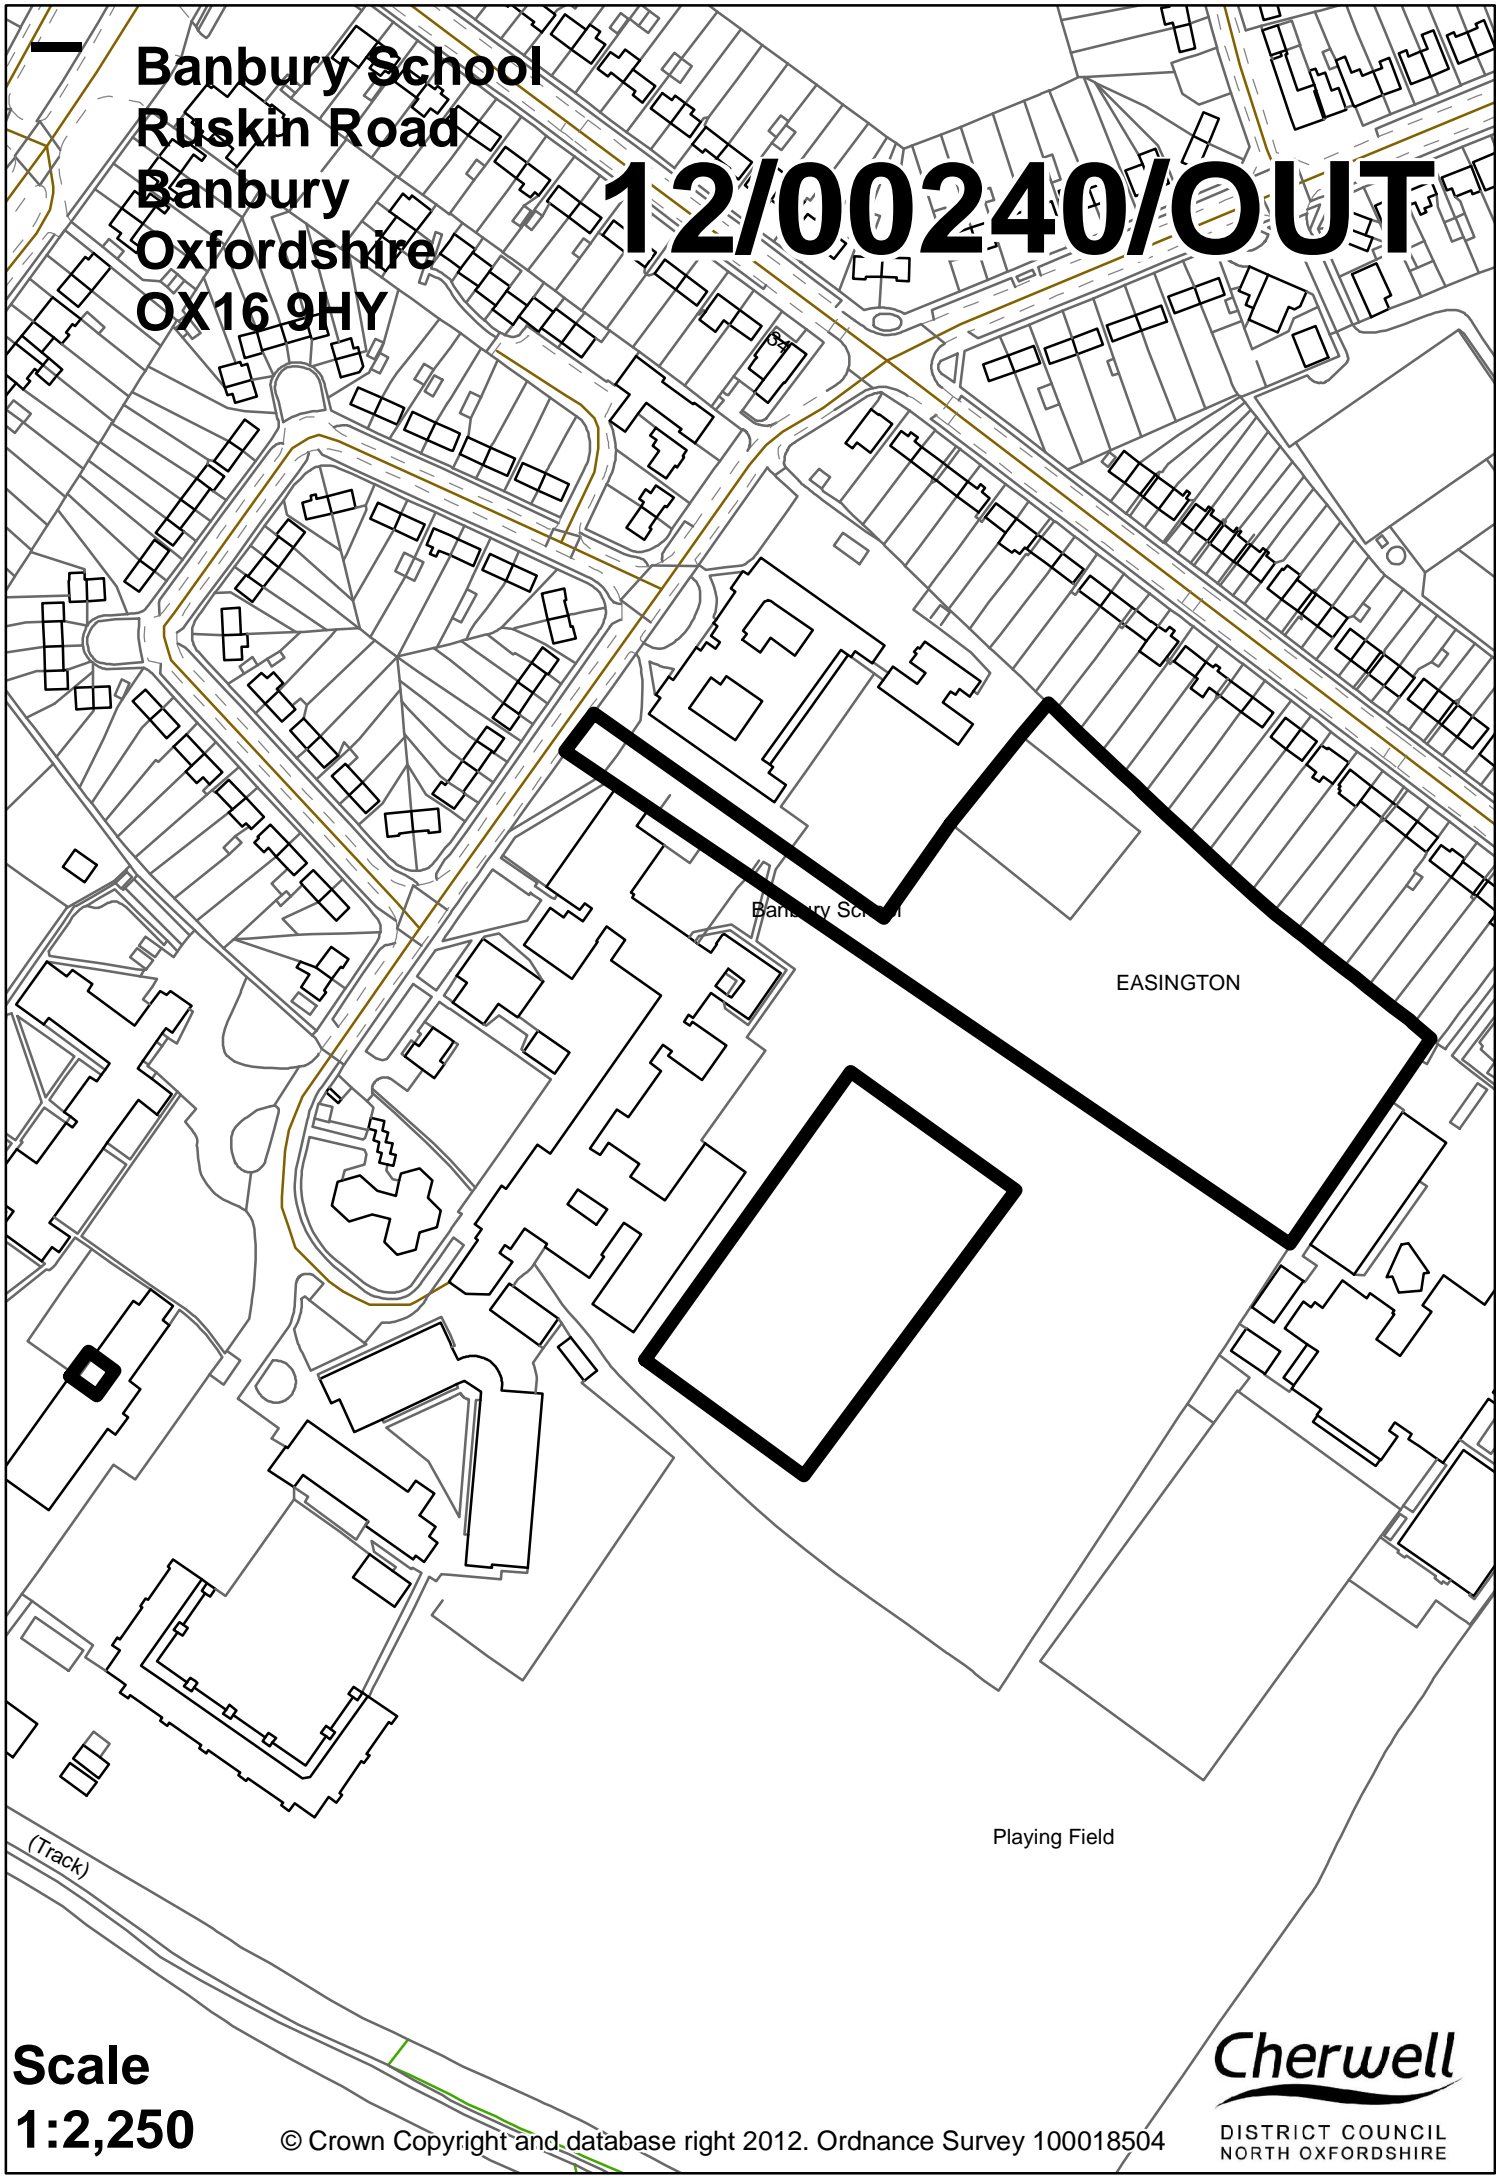 Banbury School
Ruskin Road
Banbury
Oxfordshire
OX16 9HY
12/00240/OUT
34
Banbury School
EASINGTON
Playing Field
(Track)
Scale
1:2,250
© Crown Copyright and database right 2012. Ordnance Survey 100018504
Cherwell
DISTRICT COUNCIL
NORTH OXFORDSHIRE